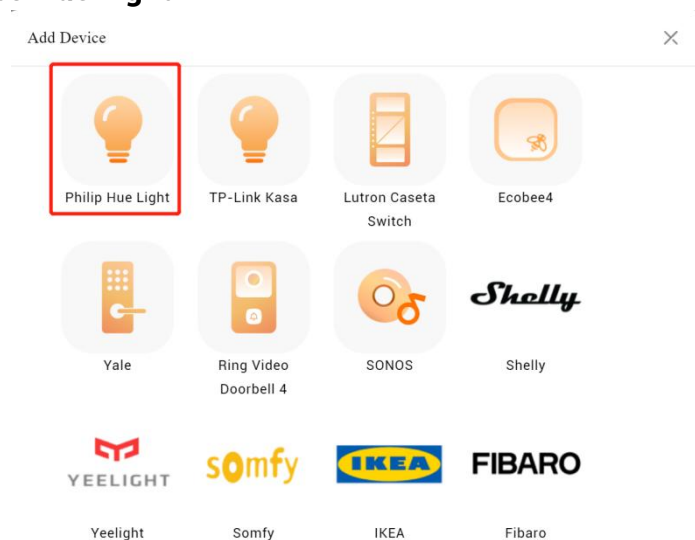 Add Device
Philip Hue Light
TP-Link Kasa
Lutron Caseta
Switch
Ecobee4
Yale
Ring Video
Doorbell 4
SONOS
Shelly
Shelly
YEELIGHT
somfy
IKEA
FIBARO
Yeelight
Somfy
IKEA
Fibaro